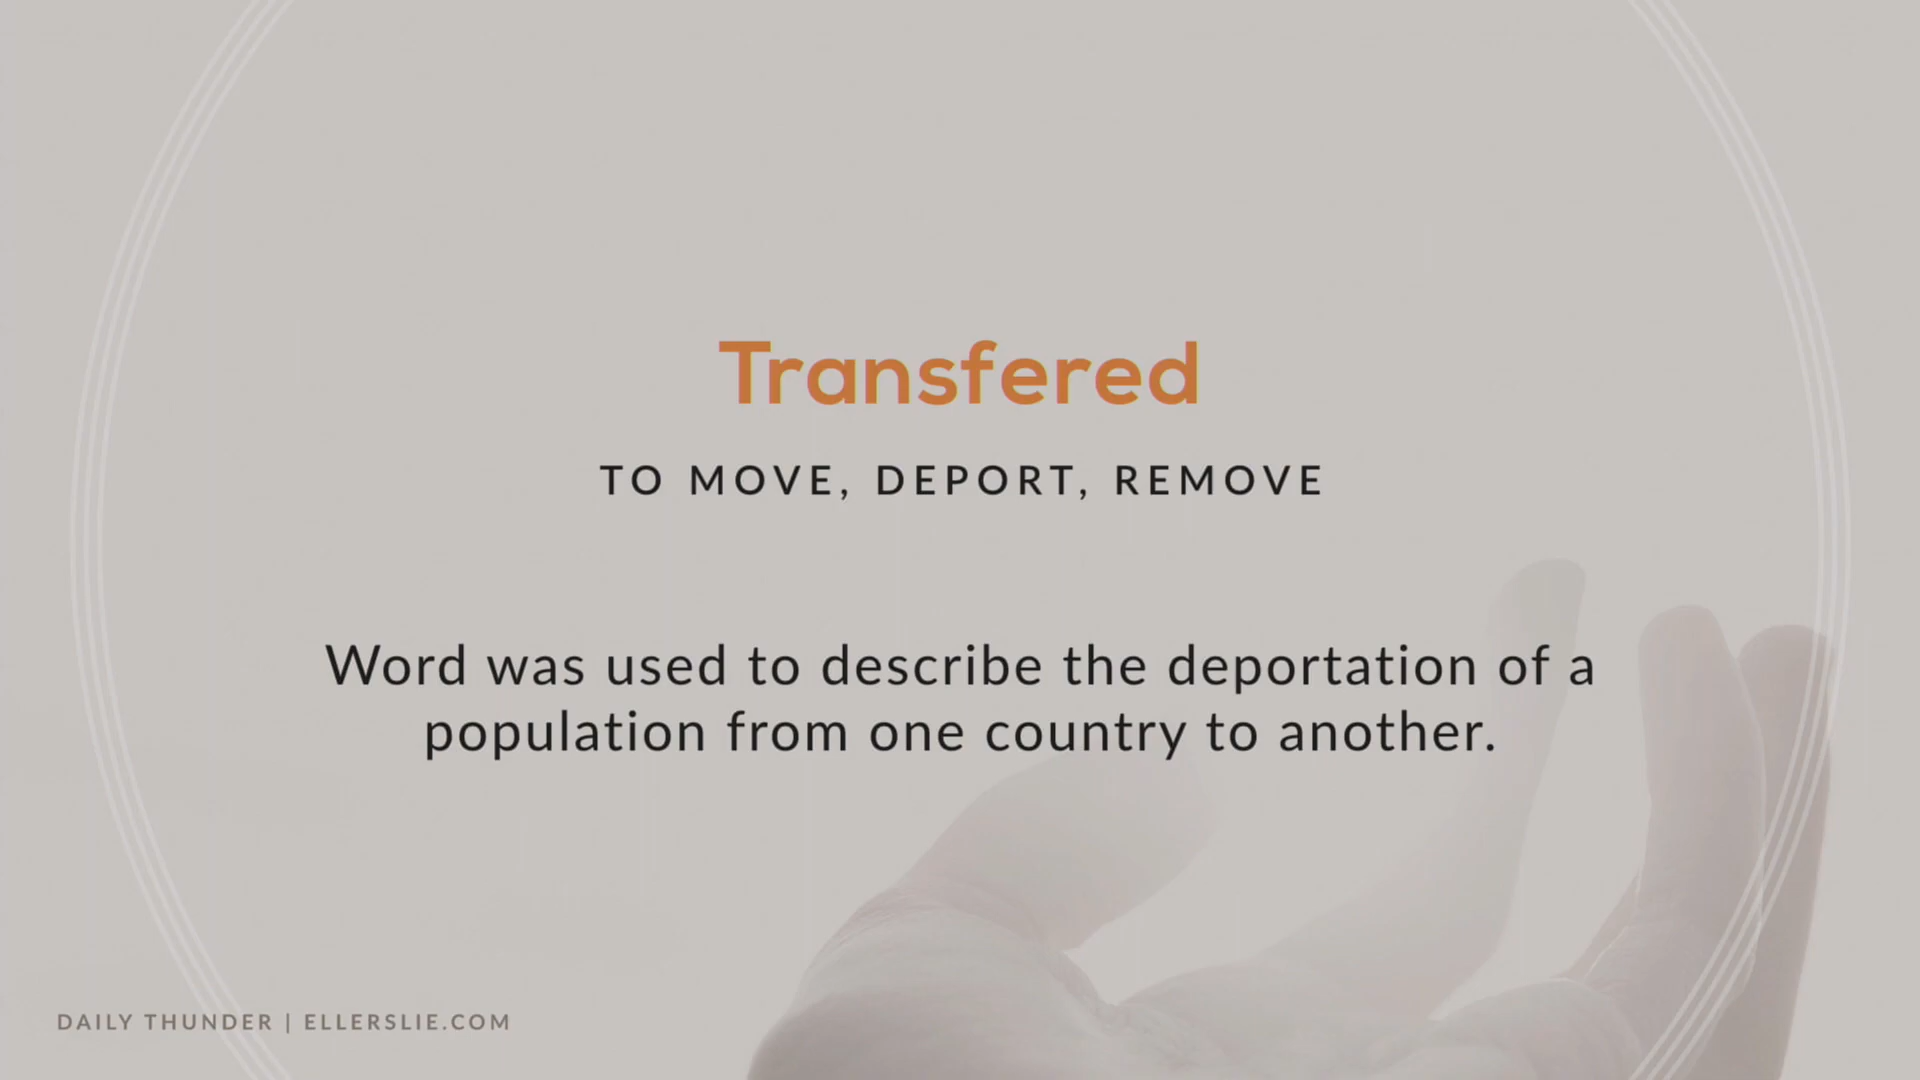 Transfered
TO MOVE, DEPORT, REMOVE
Word was used to describe the deportation of a
population from one country to another.
DAILY THUNDER | ELLERSLIE.COM